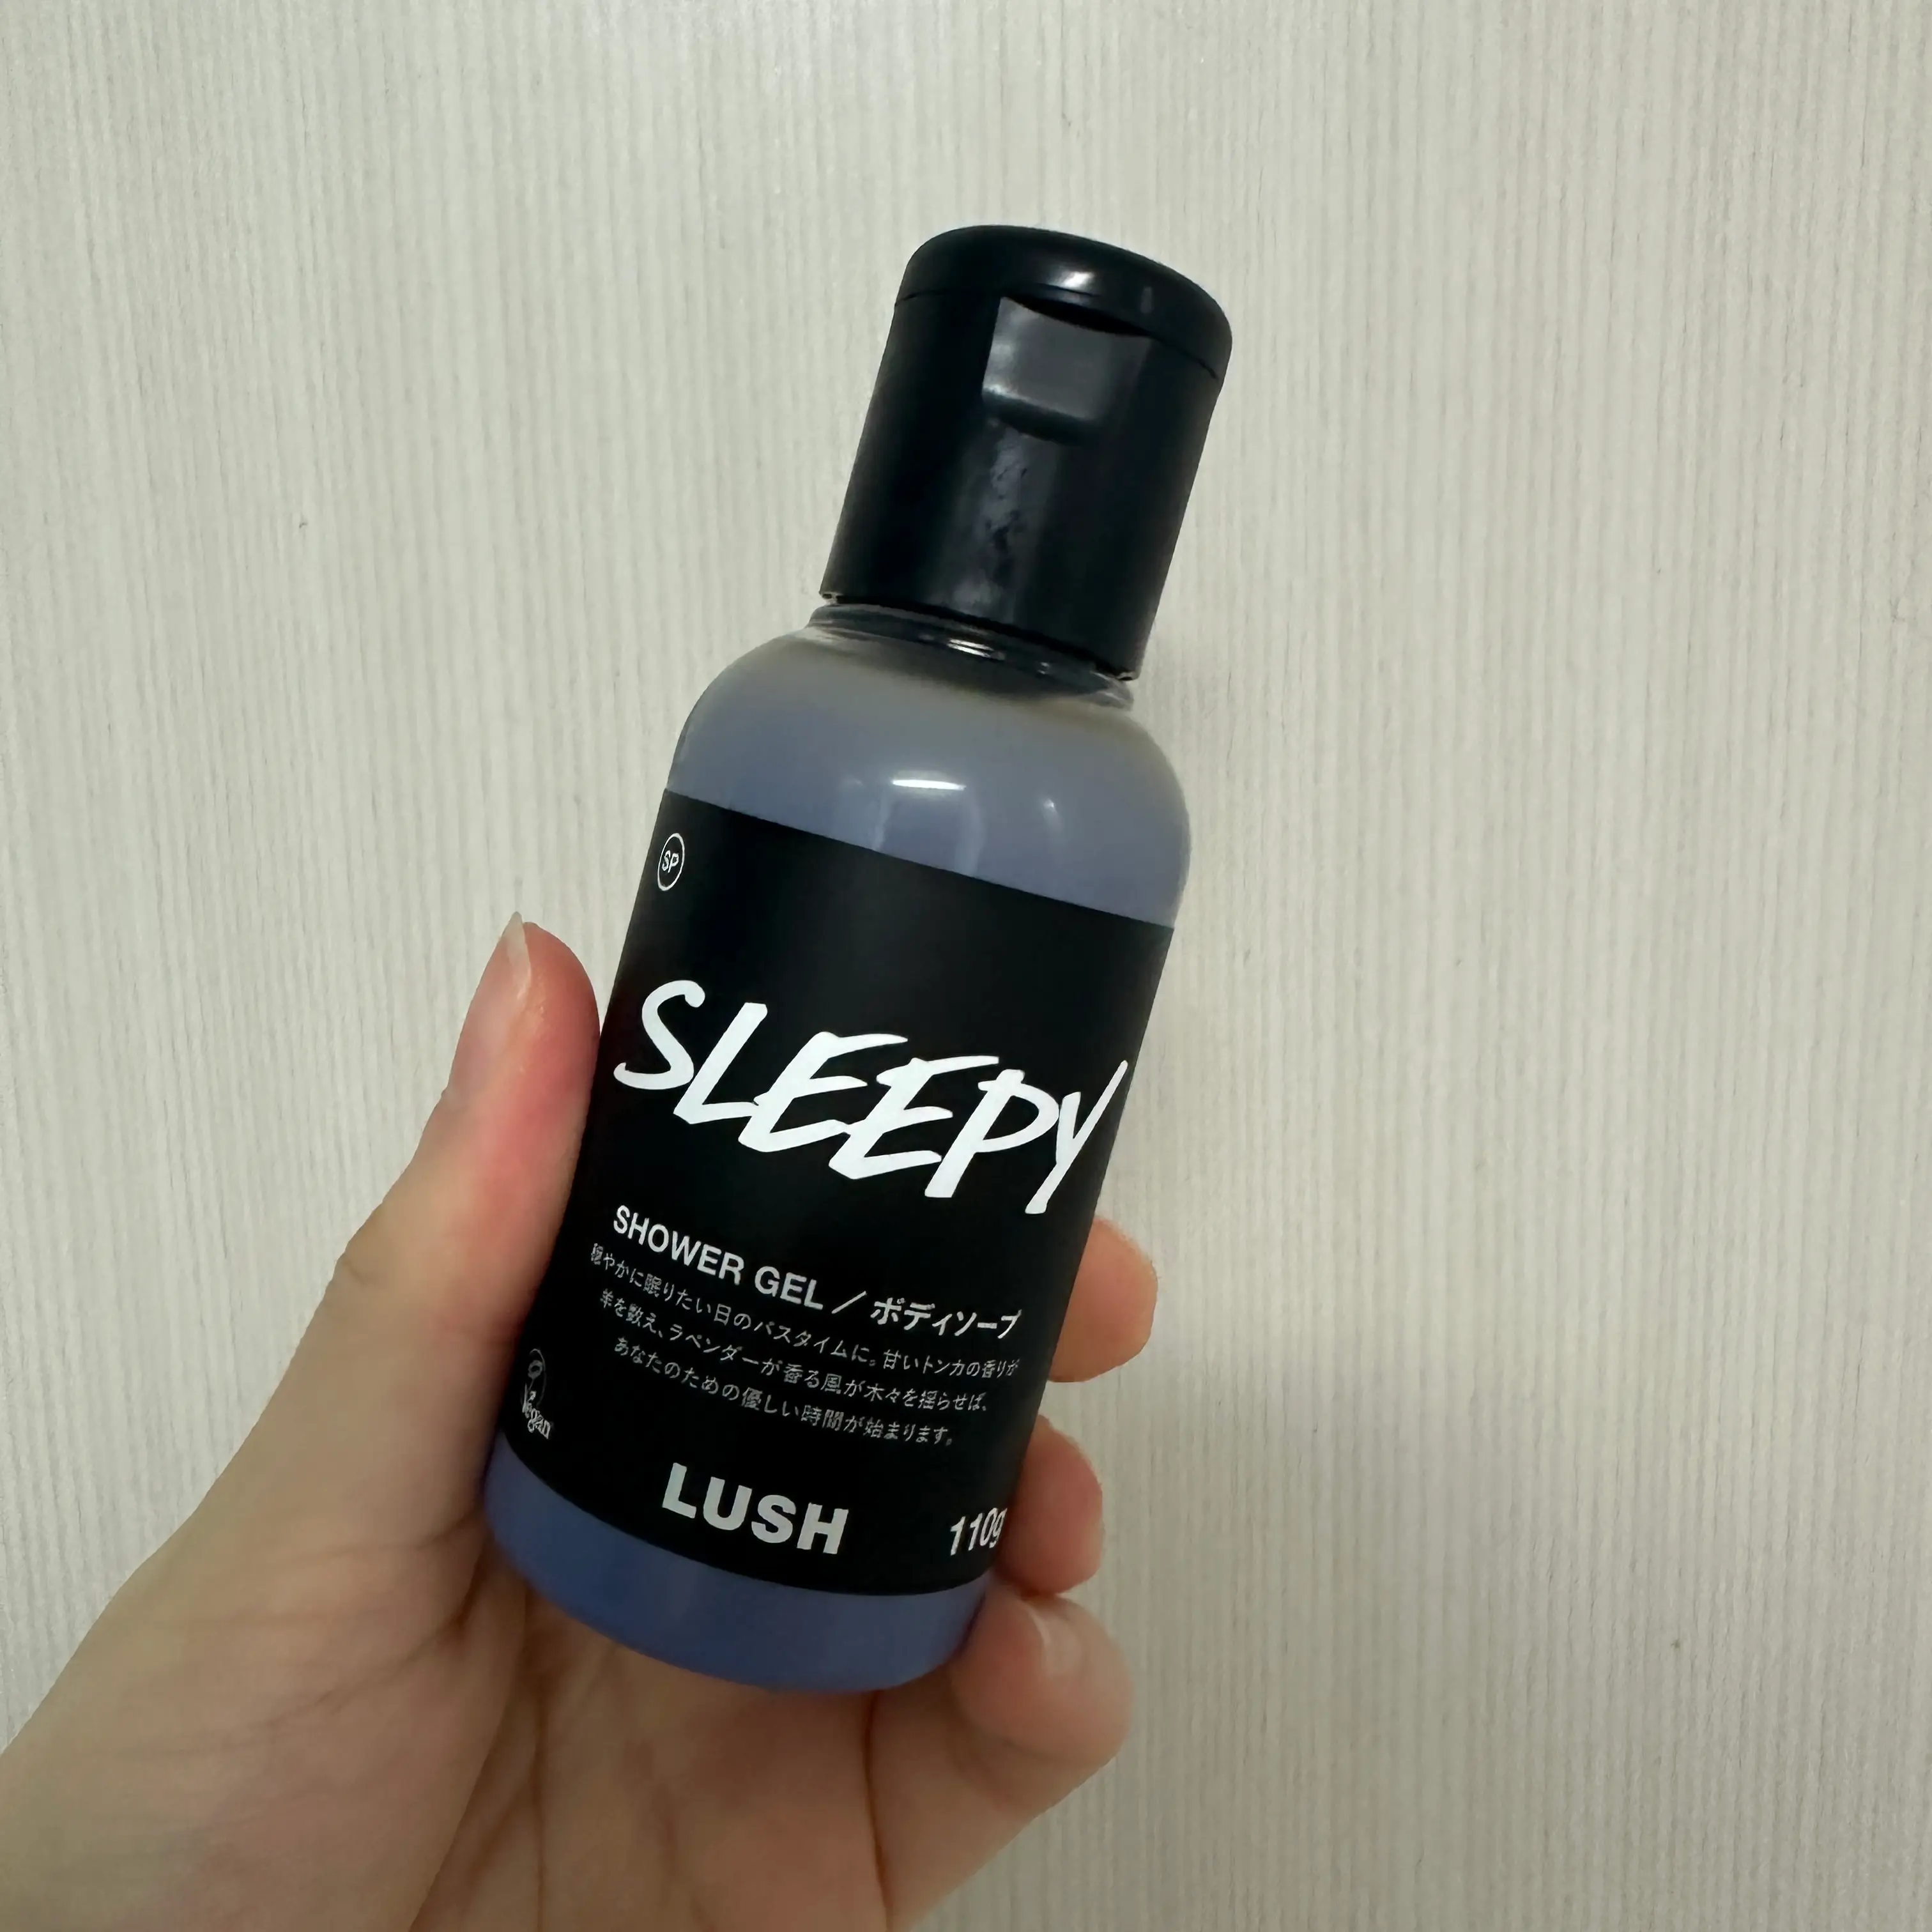 SP
SLEEPY
SHOWER GEL / ボディソープ
穏やかに眠りたい日のバスタイムに。甘いトンカの香りが
羊を数え、ラベンダーが香る風が木々を揺らせば、
あなたのための優しい時間が始まります。
Vegan
LUSH 110g